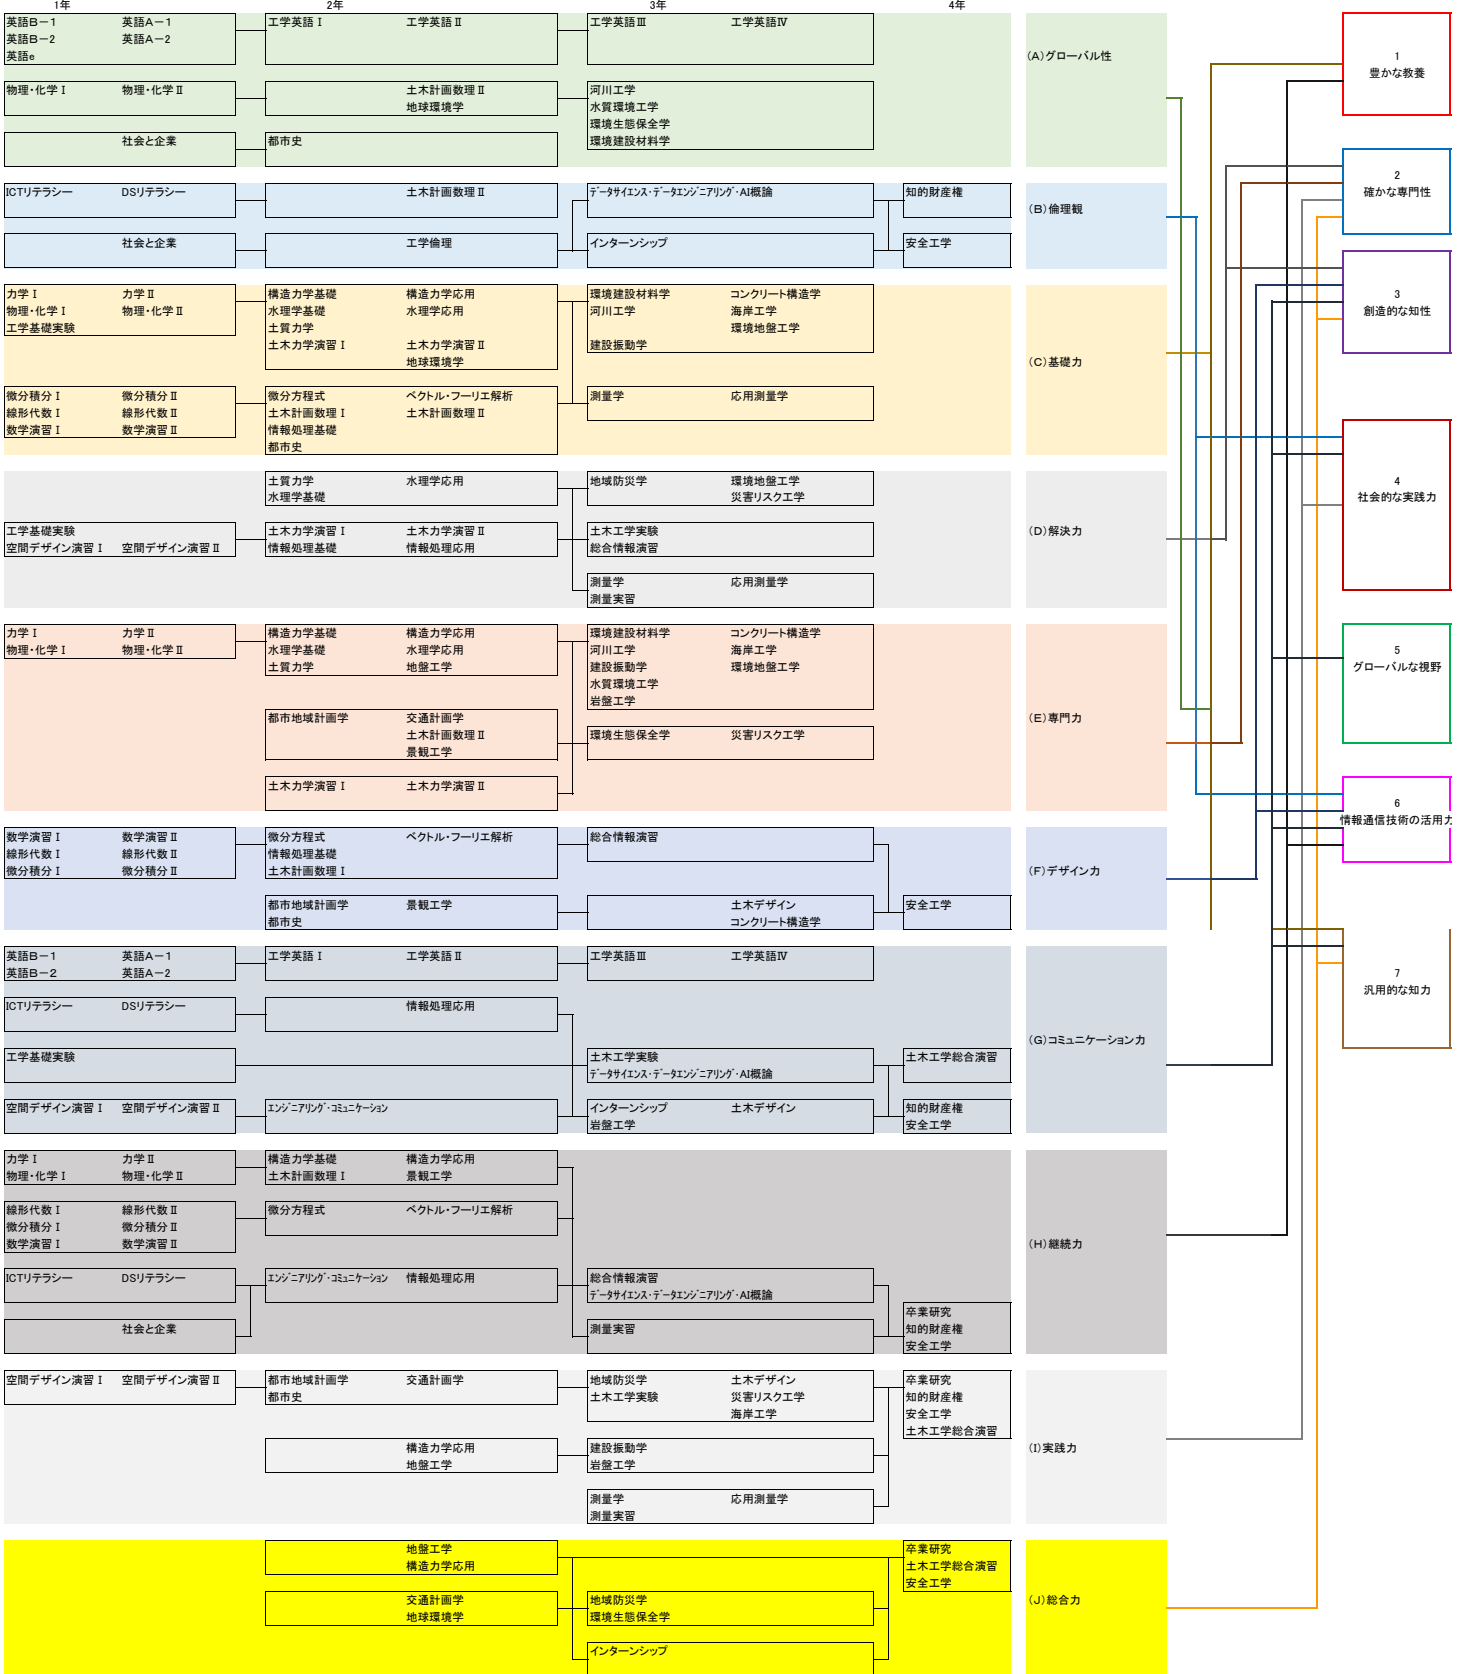 1年 2年 3年 4年
英語B－1 英語A－1 工学英語Ⅰ 工学英語Ⅱ 工学英語Ⅲ 工学英語Ⅳ
英語B－2 英語A－2
英語e
(A)グローバル性
物理・化学Ⅰ 物理・化学Ⅱ 土木計画数理Ⅱ 河川工学
地球環境学 水質環境工学
環境生態保全学
社会と企業 都市史 環境建設材料学
ICTリテラシー DSリテラシー 土木計画数理Ⅱ データサイエンス・データエンジニアリング・AI概論 知的財産権
(B)倫理観
社会と企業 工学倫理 インターンシップ 安全工学
力学Ⅰ 力学Ⅱ 構造力学基礎 構造力学応用 環境建設材料学 コンクリート構造学
物理・化学Ⅰ 物理・化学Ⅱ 水理学基礎 水理学応用 河川工学 海岸工学
工学基礎実験 土質力学 環境地盤工学
土木力学演習Ⅰ 土木力学演習Ⅱ 建設振動学
地球環境学
(C)基礎力
微分積分Ⅰ 微分積分Ⅱ 微分方程式 ベクトル・フーリエ解析 測量学 応用測量学
線形代数Ⅰ 線形代数Ⅱ 土木計画数理Ⅰ 土木計画数理Ⅱ
数学演習Ⅰ 数学演習Ⅱ 情報処理基礎
都市史
土質力学 水理学応用 地域防災学 環境地盤工学
水理学基礎 災害リスク工学
工学基礎実験 土木力学演習Ⅰ 土木力学演習Ⅱ 土木工学実験
(D)解決力
空間デザイン演習Ⅰ 空間デザイン演習Ⅱ 情報処理基礎 情報処理応用 総合情報演習
測量学 応用測量学
測量実習
力学Ⅰ 力学Ⅱ 構造力学基礎 構造力学応用 環境建設材料学 コンクリート構造学
物理・化学Ⅰ 物理・化学Ⅱ 水理学基礎 水理学応用 河川工学 海岸工学
土質力学 地盤工学 建設振動学 環境地盤工学
水質環境工学
岩盤工学
都市地域計画学 交通計画学
(E)専門力
土木計画数理Ⅱ 環境生態保全学 災害リスク工学
景観工学
土木力学演習Ⅰ 土木力学演習Ⅱ
数学演習Ⅰ 数学演習Ⅱ 微分方程式 ベクトル・フーリエ解析 総合情報演習
線形代数Ⅰ 線形代数Ⅱ 情報処理基礎
微分積分Ⅰ 微分積分Ⅱ 土木計画数理Ⅰ
(F)デザイン力
都市地域計画学 景観工学 土木デザイン 安全工学
都市史 コンクリート構造学
英語B－1 英語A－1 工学英語Ⅰ 工学英語Ⅱ 工学英語Ⅲ 工学英語Ⅳ
英語B－2 英語A－2
ICTリテラシー DSリテラシー 情報処理応用
(G)コミュニケーション力
工学基礎実験 土木工学実験 土木工学総合演習
データサイエンス・データエンジニアリング・AI概論
空間デザイン演習Ⅰ 空間デザイン演習Ⅱ エンジニアリング・コミュニケーション インターンシップ 土木デザイン 知的財産権
岩盤工学 安全工学
力学Ⅰ 力学Ⅱ 構造力学基礎 構造力学応用
物理・化学Ⅰ 物理・化学Ⅱ 土木計画数理Ⅰ 景観工学
線形代数Ⅰ 線形代数Ⅱ 微分方程式 ベクトル・フーリエ解析
微分積分Ⅰ 微分積分Ⅱ
数学演習Ⅰ 数学演習Ⅱ
(H)継続力
ICTリテラシー DSリテラシー エンジニアリング・コミュニケーション 情報処理応用 総合情報演習
データサイエンス・データエンジニアリング・AI概論
卒業研究
社会と企業 測量実習 知的財産権
安全工学
空間デザイン演習Ⅰ 空間デザイン演習Ⅱ 都市地域計画学 交通計画学 地域防災学 土木デザイン 卒業研究
都市史 土木工学実験 災害リスク工学 知的財産権
海岸工学 安全工学
土木工学総合演習
構造力学応用 建設振動学
(I)実践力
地盤工学 岩盤工学
測量学 応用測量学
測量実習
地盤工学 卒業研究
構造力学応用 土木工学総合演習
安全工学
交通計画学 地域防災学
(J)総合力
地球環境学 環境生態保全学
インターンシップ
1
豊かな教養
2
確かな専門性
3
創造的な知性
4
社会的な実践力
5
グローバルな視野
6
情報通信技術の活用力
7
汎用的な知力